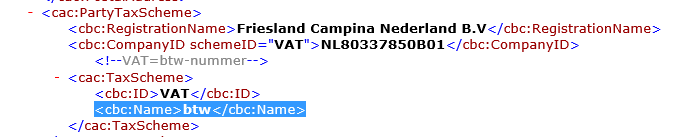 - <cac:PartyTaxScheme>
<cbc:RegistrationName>Friesland Campina Nederland B.V</cbc:RegistrationName>
<cbc:CompanyID schemeID="VAT">NL80337850B01</cbc:CompanyID>
<!--VAT=btw-nummer-->
- <cac:TaxScheme>
<cbc:ID>VAT</cbc:ID>
<cbc:Name>btw</cbc:Name>
</cac:TaxScheme>